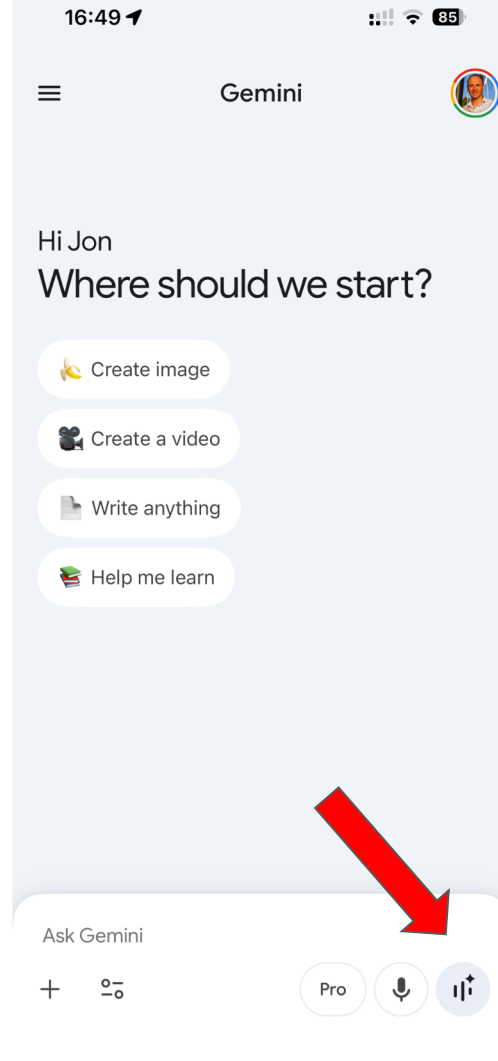 16:49
85
Gemini
Hi Jon
Where should we start?
Create image
Create a video
Write anything
Help me learn
Ask Gemini
Pro